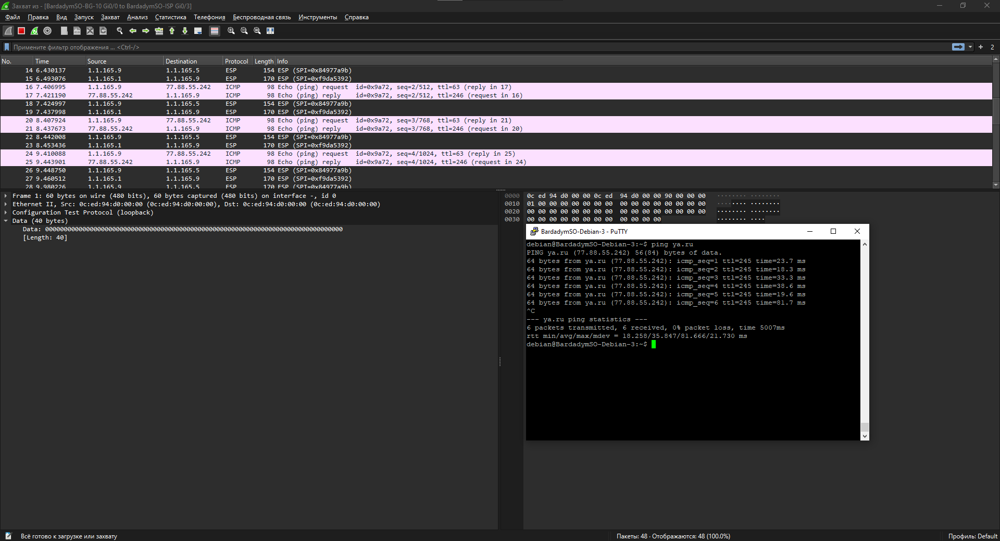 Захват из - [BardadymSO-BG-10 Gi0/0 to BardadymSO-ISP Gi0/3]
Файл Правка Вид Запуск Захват Анализ Статистика Телефония Беспроводная связь Инструменты Справка
Примените фильтр отображения ... <Ctrl-/> + 2
No. Time Source Destination Protocol Length Info
14 6.430137 1.1.165.9 1.1.165.5 ESP 154 ESP (SPI=0x84977a9b)
15 6.493076 1.1.165.1 1.1.165.9 ESP 170 ESP (SPI=0xf9da5392)
16 7.406995 1.1.165.9 77.88.55.242 ICMP 98 Echo (ping) request id=0x9a72, seq=2/512, ttl=63 (reply in 17)
17 7.421190 77.88.55.242 1.1.165.9 ICMP 98 Echo (ping) reply id=0x9a72, seq=2/512, ttl=246 (request in 16)
18 7.424997 1.1.165.9 1.1.165.5 ESP 154 ESP (SPI=0x84977a9b)
19 7.437998 1.1.165.1 1.1.165.9 ESP 170 ESP (SPI=0xf9da5392)
20 8.407924 1.1.165.9 77.88.55.242 ICMP 98 Echo (ping) request id=0x9a72, seq=3/768, ttl=63 (reply in 21)
21 8.437673 77.88.55.242 1.1.165.9 ICMP 98 Echo (ping) reply id=0x9a72, seq=3/768, ttl=246 (request in 20)
22 8.442008 1.1.165.9 1.1.165.5 ESP 154 ESP (SPI=0x84977a9b)
23 8.453436 1.1.165.1 1.1.165.9 ESP 170 ESP (SPI=0xf9da5392)
24 9.410088 1.1.165.9 77.88.55.242 ICMP 98 Echo (ping) request id=0x9a72, seq=4/1024, ttl=63 (reply in 25)
25 9.443901 77.88.55.242 1.1.165.9 ICMP 98 Echo (ping) reply id=0x9a72, seq=4/1024, ttl=246 (request in 24)
26 9.448750 1.1.165.9 1.1.165.5 ESP 154 ESP (SPI=0x84977a9b)
27 9.460512 1.1.165.1 1.1.165.9 ESP 170 ESP (SPI=0xf9da5392)
28 9.980226 1.1.165.9 1.1.165.5 ESP 170 ESP (SPI=0x84977a9b)
Frame 1: 60 bytes on wire (480 bits), 60 bytes captured (480 bits) on interface -, id 0
Ethernet II, Src: 0c:ed:94:d0:00:00 (0c:ed:94:d0:00:00), Dst: 0c:ed:94:d0:00:00 (0c:ed:94:d0:00:00)
Configuration Test Protocol (loopback)
Data (40 bytes)
Data: 00000000000000000000000000000000000000000000000000000000000000000000000000000000
[Length: 40]
0000 0c ed 94 d0 00 00 0c ed 94 d0 00 00 90 00 00 00 ········ ········
0010 01 00 00 00 00 00 00 00 00 00 00 00 00 00 00 00 ········ ········
0020 00 00 00 00 00 00 00 00 00 00 00 00 00 00 00 00 ········ ········
0030 00 00 00 00 00 00 00 00 00 00 00 00 ········ ····
BardadymSO-Debian-3 - PuTTY
debian@BardadymSO-Debian-3:~$ ping ya.ru
PING ya.ru (77.88.55.242) 56(84) bytes of data.
64 bytes from ya.ru (77.88.55.242): icmp_seq=1 ttl=245 time=23.7 ms
64 bytes from ya.ru (77.88.55.242): icmp_seq=2 ttl=245 time=18.3 ms
64 bytes from ya.ru (77.88.55.242): icmp_seq=3 ttl=245 time=33.3 ms
64 bytes from ya.ru (77.88.55.242): icmp_seq=4 ttl=245 time=38.6 ms
64 bytes from ya.ru (77.88.55.242): icmp_seq=5 ttl=245 time=19.6 ms
64 bytes from ya.ru (77.88.55.242): icmp_seq=6 ttl=245 time=81.7 ms
^C
--- ya.ru ping statistics ---
6 packets transmitted, 6 received, 0% packet loss, time 5007ms
rtt min/avg/max/mdev = 18.258/35.847/81.666/21.730 ms
debian@BardadymSO-Debian-3:~$
Всё готово к загрузке или захвату Пакеты: 48 · Отображаются: 48 (100.0%) Профиль: Default